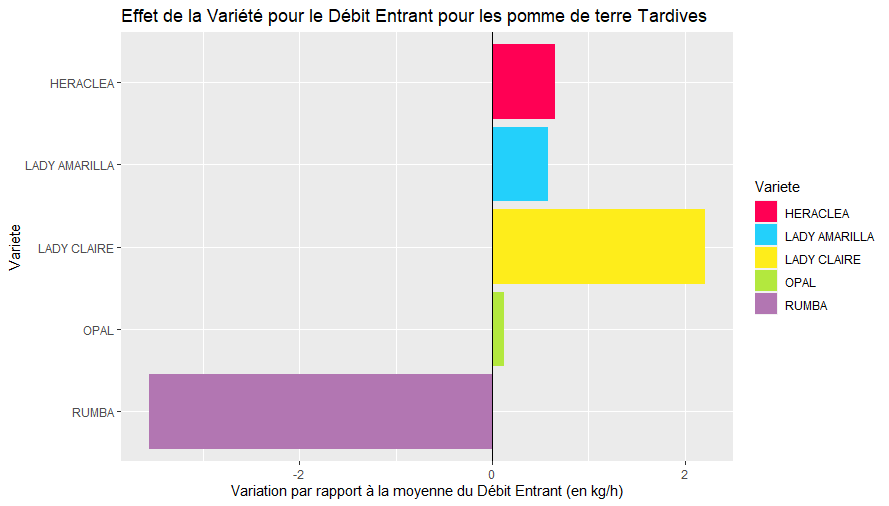 Effet de la Variété pour le Débit Entrant pour les pomme de terre Tardives
Variete
HERACLEA
LADY AMARILLA
LADY CLAIRE
OPAL
RUMBA
-2
0
2
Variation par rapport à la moyenne du Débit Entrant (en kg/h)
Variete
HERACLEA
LADY AMARILLA
LADY CLAIRE
OPAL
RUMBA